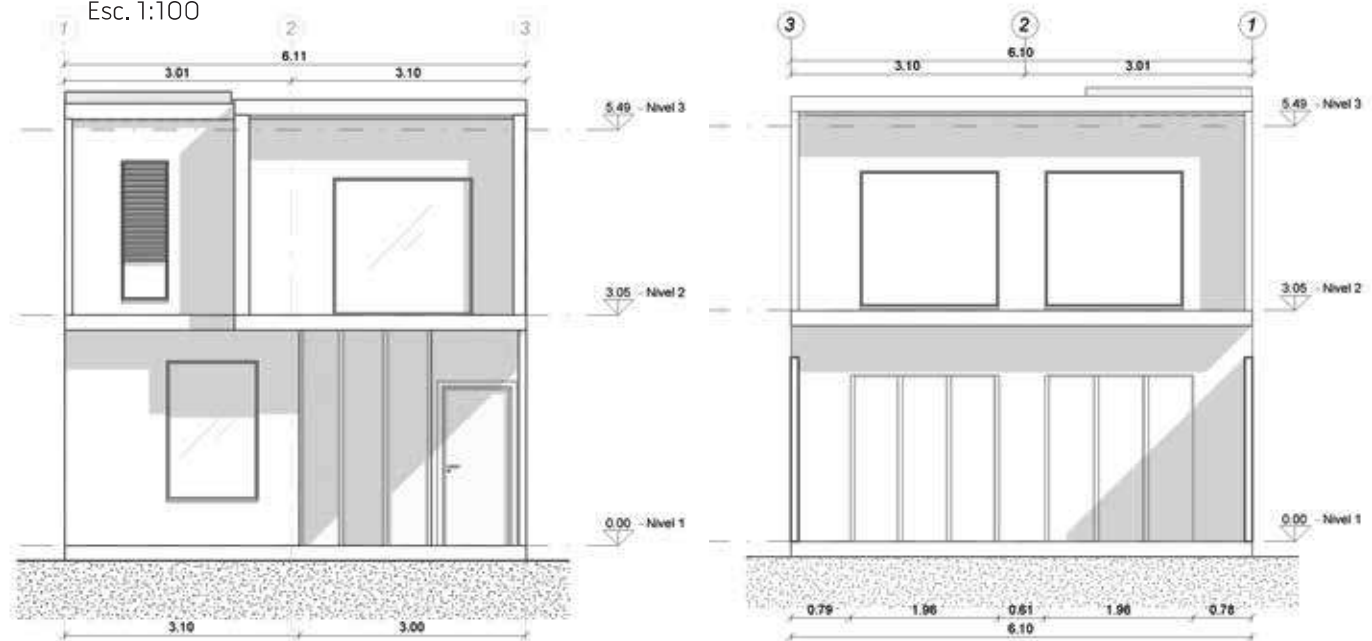 Esc. 1:100
1 2 3
6.11
3.01 3.10
5.49 - Nivel 3
3.05 - Nivel 2
0.00 - Nivel 1
3.10 3.00
3 2 1
6.10
3.10 3.01
5.49 - Nivel 3
3.05 - Nivel 2
0.00 - Nivel 1
0.79 1.96 0.61 1.96 0.78
6.10